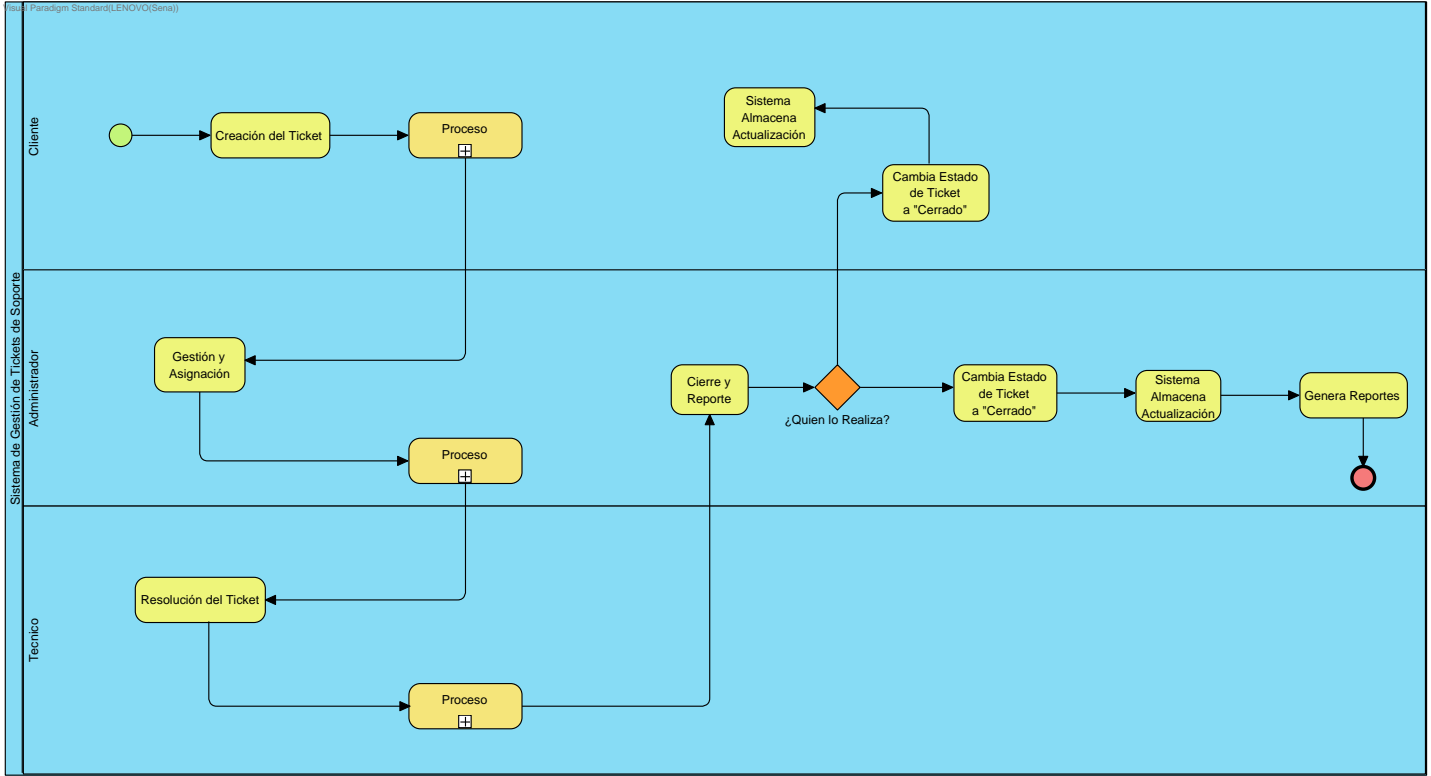 Visual Paradigm Standard(LENOVO(Sena))
Sistema de Gestión de Tickets de Soporte
Cliente
Creación del Ticket
Proceso
Sistema
Almacena
Actualización
Cambia Estado
de Ticket
a "Cerrado"
Administrador
Gestión y
Asignación
Proceso
Cierre y
Reporte
¿Quien lo Realiza?
Cambia Estado
de Ticket
a "Cerrado"
Sistema
Almacena
Actualización
Genera Reportes
Tecnico
Resolución del Ticket
Proceso